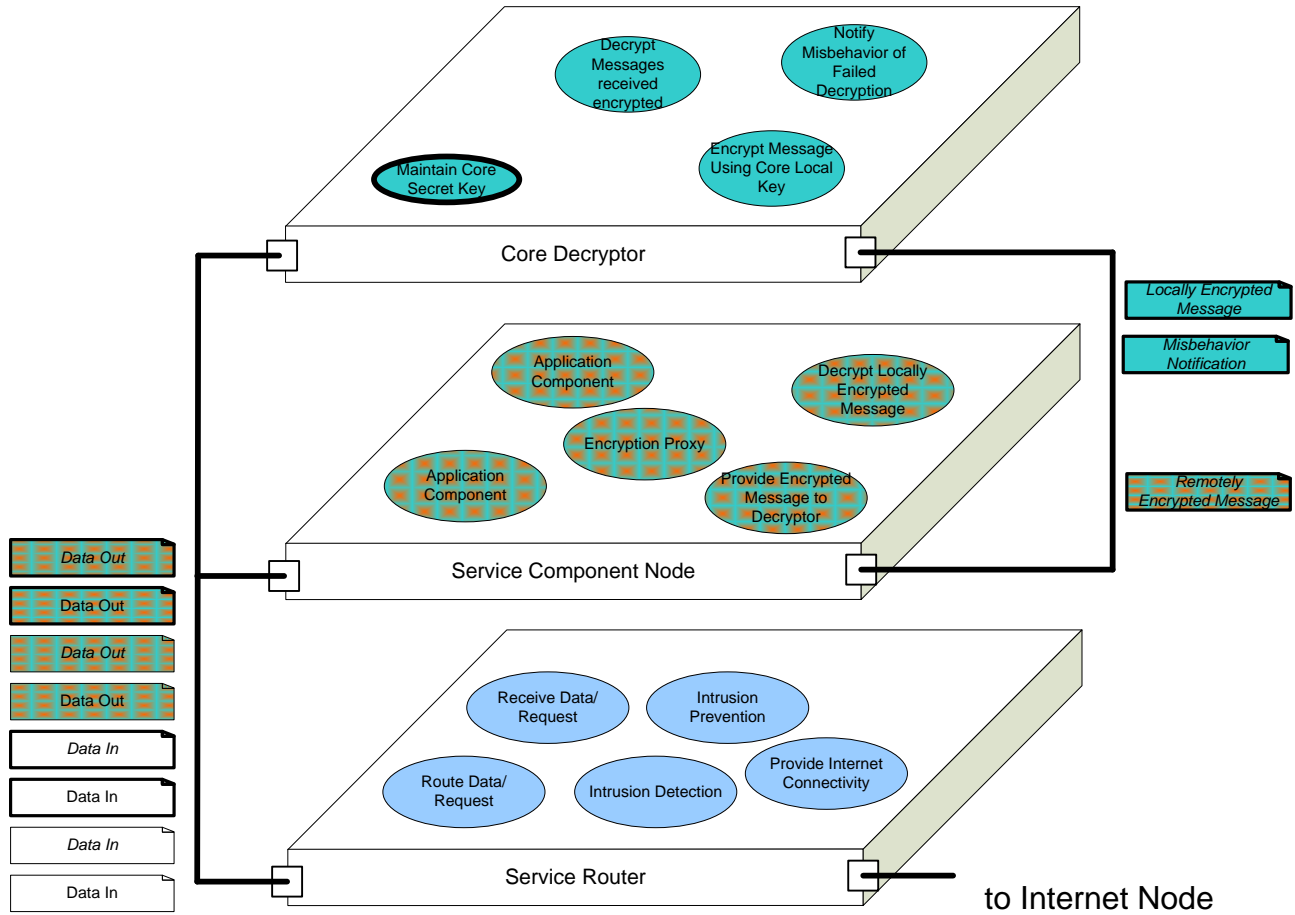 Decrypt
Messages
received
encrypted
Notify
Misbehavior of
Failed
Decryption
Maintain Core
Secret Key
Encrypt Message
Using Core Local
Key
Core Decryptor
Locally Encrypted
Message
Misbehavior
Notification
Application
Component
Decrypt Locally
Encrypted
Message
Encryption Proxy
Application
Component
Provide Encrypted
Message to
Decryptor
Remotely
Encrypted Message
Service Component Node
Data Out
Data Out
Data Out
Data Out
Data In
Data In
Data In
Data In
Receive Data/
Request
Intrusion
Prevention
Route Data/
Request
Intrusion Detection
Provide Internet
Connectivity
Service Router
to Internet Node